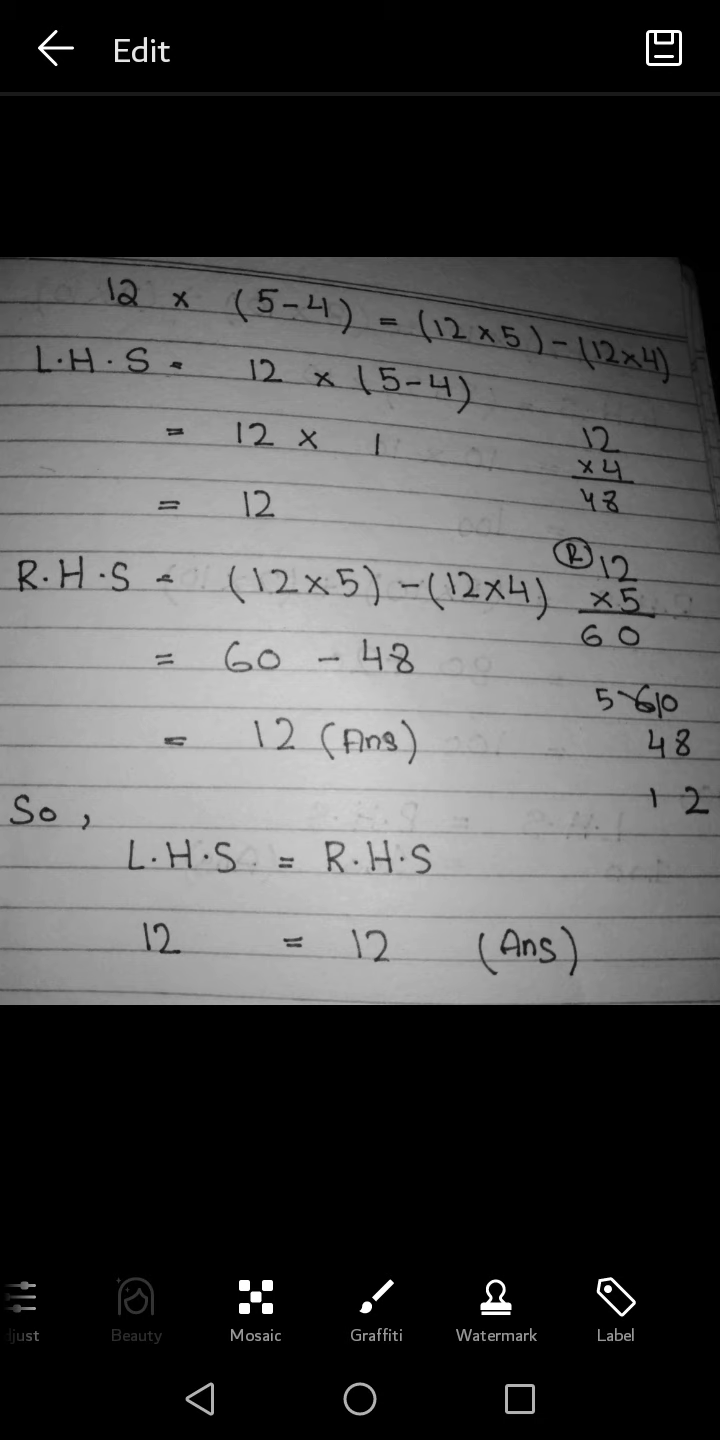 Edit
12 × (5-4) = (12×5)-(12×4)
L.H.S = 12 × (5-4)
= 12 × 1
= 12
12
×4
48
R.H.S = (12×5)-(12×4)
= 60 - 48
= 12 (Ans)
(R) 12
×5
60
5 610
48
12
So,
L.H.S = R.H.S
12 = 12 (Ans)
Beauty
Mosaic
Graffiti
Watermark
Label